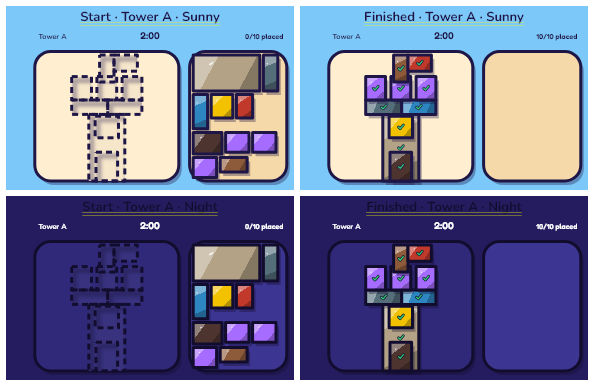 Start · Tower A · Sunny
Tower A 2:00 0/10 placed
Finished · Tower A · Sunny
Tower A 2:00 10/10 placed
Start · Tower A · Night
Tower A 2:00 0/10 placed
Finished · Tower A · Night
Tower A 2:00 10/10 placed